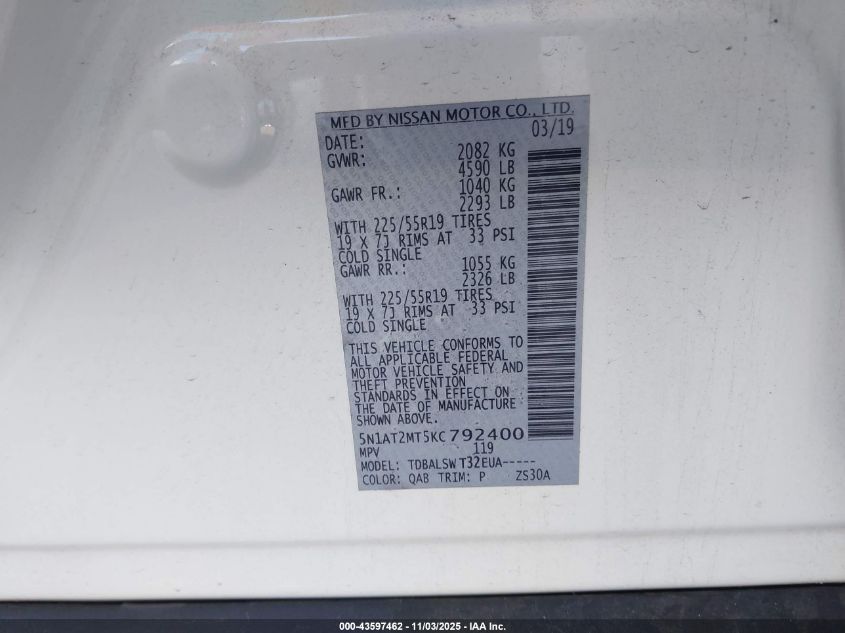 MFD BY NISSAN MOTOR CO., LTD.
DATE: 03/19
GVWR: 2082 KG
4590 LB
GAWR FR.: 1040 KG
2293 LB
WITH 225/55R19 TIRES
19 X 7J RIMS AT 33 PSI
COLD SINGLE
GAWR RR.: 1055 KG
2326 LB
WITH 225/55R19 TIRES
19 X 7J RIMS AT 33 PSI
COLD SINGLE
THIS VEHICLE CONFORMS TO
ALL APPLICABLE FEDERAL
MOTOR VEHICLE SAFETY AND
THEFT PREVENTION
STANDARDS IN EFFECT ON
THE DATE OF MANUFACTURE
SHOWN ABOVE.
5N1AT2MT5KC792400
MPV 119
MODEL: TDBALSW T32EUA-----
COLOR: QAB TRIM: P ZS30A
000-43597462 - 11/03/2025 - IAA Inc.